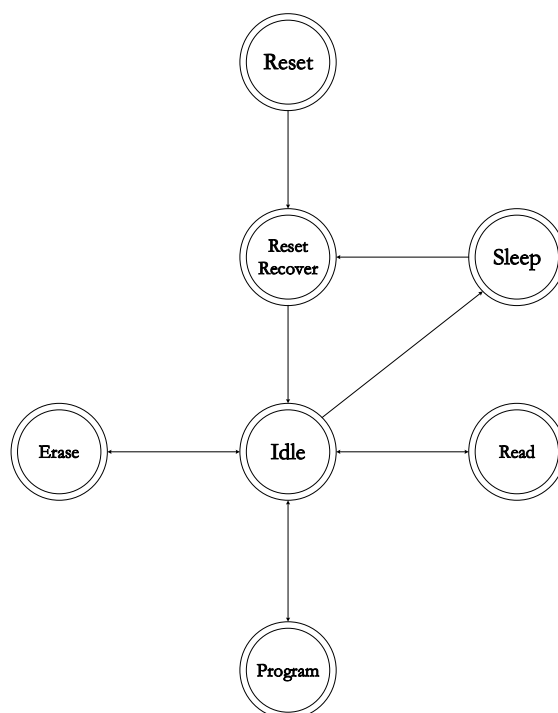 Reset
Reset
Recover
Sleep
Erase
Idle
Read
Program